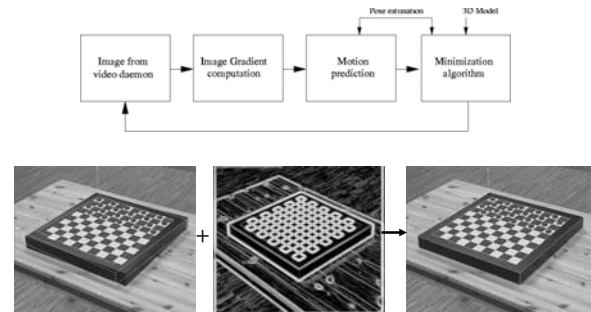 Pose estimation
3D Model
Image from
video daemon
Image Gradient
computation
Motion
prediction
Minimization
algorithm
+